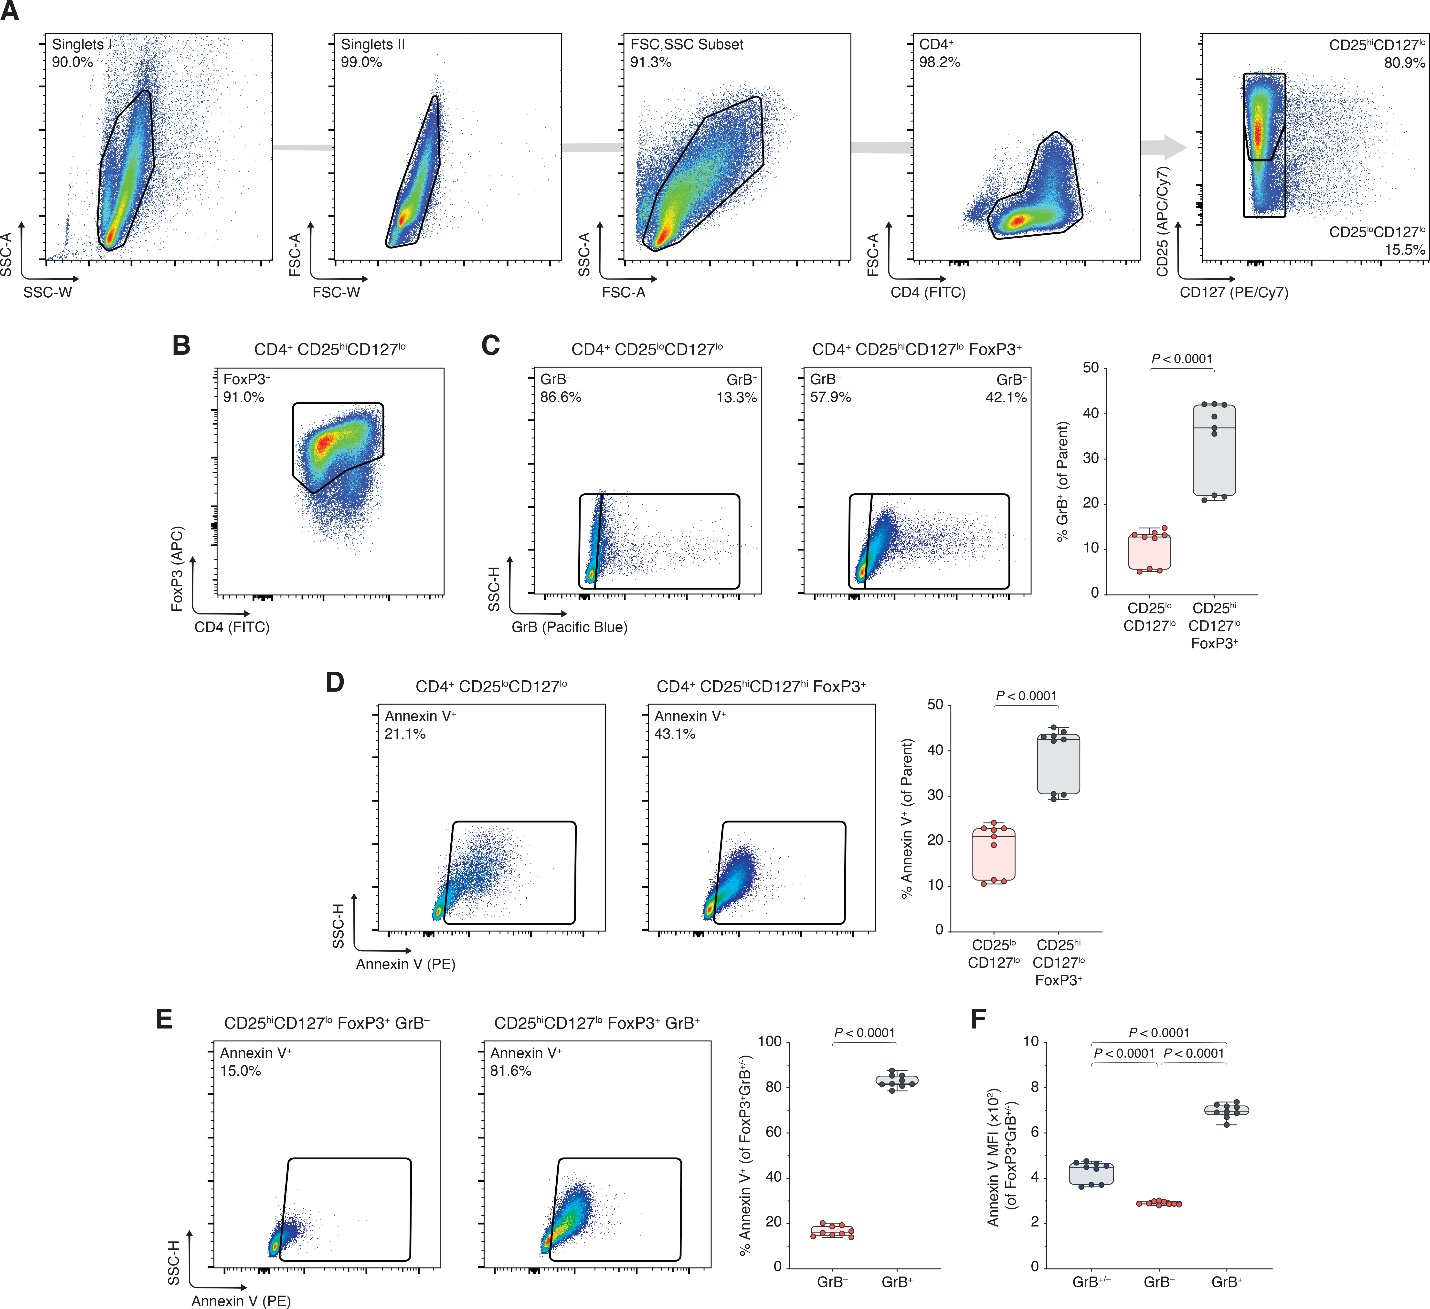 A
Singlets I
90.0%
SSC-A
SSC-W
Singlets II
99.0%
FSC-A
FSC-W
FSC,SSC Subset
91.3%
SSC-A
FSC-A
CD4⁺
98.2%
FSC-A
CD4 (FITC)
CD25ʰⁱCD127ˡᵒ
80.9%
CD25ˡᵒCD127ˡᵒ
15.5%
CD25 (APC/Cy7)
CD127 (PE/Cy7)
B
CD4⁺ CD25ʰⁱCD127ˡᵒ
FoxP3⁺
91.0%
FoxP3 (APC)
CD4 (FITC)
C
CD4⁺ CD25ˡᵒCD127ˡᵒ
GrB⁻ GrB⁺
86.6% 13.3%
SSC-H
GrB (Pacific Blue)
CD4⁺ CD25ʰⁱCD127ˡᵒ FoxP3⁺
GrB⁻ GrB⁺
57.9% 42.1%
% GrB⁺ (of Parent)
50
40
30
20
10
0
P < 0.0001
CD25ˡᵒ
CD127ˡᵒ
CD25ʰⁱ
CD127ˡᵒ
FoxP3⁺
D
CD4⁺ CD25ˡᵒCD127ˡᵒ
Annexin V⁺
21.1%
SSC-H
Annexin V (PE)
CD4⁺ CD25ʰⁱCD127ʰⁱ FoxP3⁺
Annexin V⁺
43.1%
% Annexin V⁺ (of Parent)
50
40
30
20
10
0
P < 0.0001
CD25ˡᵒ
CD127ˡᵒ
CD25ʰⁱ
CD127ˡᵒ
FoxP3⁺
E
CD25ʰⁱCD127ˡᵒ FoxP3⁺ GrB⁻
Annexin V⁺
15.0%
SSC-H
Annexin V (PE)
CD25ʰⁱCD127ˡᵒ FoxP3⁺ GrB⁺
Annexin V⁺
81.6%
% Annexin V⁺ (of FoxP3⁺GrB⁺ᐟ⁻)
100
80
60
40
20
0
P < 0.0001
GrB⁻
GrB⁺
F
Annexin V MFI (×10²)
(of FoxP3⁺GrB⁺ᐟ⁻)
10
8
6
4
2
0
P < 0.0001
P < 0.0001 P < 0.0001
GrB⁺ᐟ⁻
GrB⁻
GrB⁺